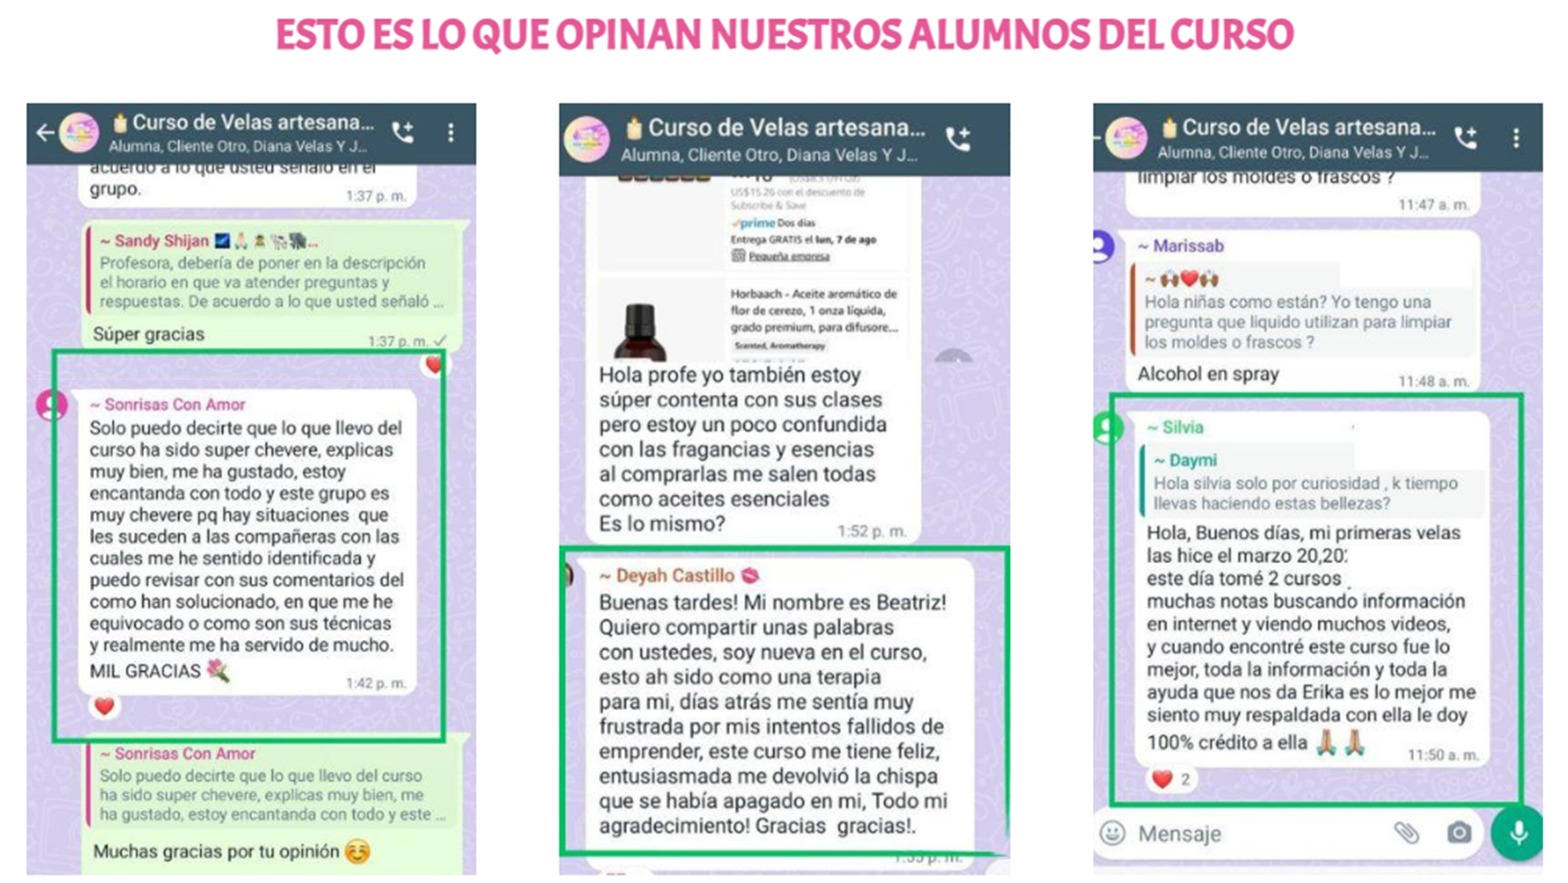 ESTO ES LO QUE OPINAN NUESTROS ALUMNOS DEL CURSO
Curso de Velas artesana...
Alumna, Cliente Otro, Diana Velas Y J...
acuerdo a lo que usted señaló en el
grupo.
1:37 p. m.
~ Sandy Shijan
Profesora, debería de poner en la descripción
el horario en que va atender preguntas y
respuestas. De acuerdo a lo que usted señaló ...
Súper gracias
1:37 p. m.
~ Sonrisas Con Amor
Solo puedo decirte que lo que llevo del
curso ha sido super chevere, explicas
muy bien, me ha gustado, estoy
encantanda con todo y este grupo es
muy chevere pq hay situaciones que
les suceden a las compañeras con las
cuales me he sentido identificada y
puedo revisar con sus comentarios del
como han solucionado, en que me he
equivocado o como son sus técnicas
y realmente me ha servido de mucho.
MIL GRACIAS 🌹
1:42 p. m.
~ Sonrisas Con Amor
Solo puedo decirte que lo que llevo del curso
ha sido super chevere, explicas muy bien, me
ha gustado, estoy encantanda con todo y este ...
Muchas gracias por tu opinión ☺️
Curso de Velas artesana...
Alumna, Cliente Otro, Diana Velas Y J...
US$15.26 con el descuento de
Subscribe & Save
prime Dos días
Entrega GRATIS el lun, 7 de ago
Pequeña empresa
Horbaach - Aceite aromático de
flor de cerezo, 1 onza líquida,
grado premium, para difusore...
Scented, Aromatherapy
Hola profe yo también estoy
súper contenta con sus clases
pero estoy un poco confundida
con las fragancias y esencias
al comprarlas me salen todas
como aceites esenciales
Es lo mismo?
1:52 p. m.
~ Deyah Castillo 💋
Buenas tardes! Mi nombre es Beatriz!
Quiero compartir unas palabras
con ustedes, soy nueva en el curso,
esto ah sido como una terapia
para mi, días atrás me sentía muy
frustrada por mis intentos fallidos de
emprender, este curso me tiene feliz,
entusiasmada me devolvió la chispa
que se había apagado en mi, Todo mi
agradecimiento! Gracias gracias!.
Curso de Velas artesana...
Alumna, Cliente Otro, Diana Velas Y J...
limpiar los moldes o frascos ?
11:47 a. m.
~ Marissab
~ 🙌🏽❤️🙌🏽
Hola niñas como están? Yo tengo una
pregunta que liquido utilizan para limpiar
los moldes o frascos ?
Alcohol en spray
11:48 a. m.
~ Silvia
~ Daymi
Hola silvia solo por curiosidad , k tiempo
llevas haciendo estas bellezas?
Hola, Buenos días, mi primeras velas
las hice el marzo 20,20
este día tomé 2 cursos
muchas notas buscando información
en internet y viendo muchos videos,
y cuando encontré este curso fue lo
mejor, toda la información y toda la
ayuda que nos da Erika es lo mejor me
siento muy respaldada con ella le doy
100% crédito a ella 🙏🏽 🙏🏽
11:50 a. m.
❤️ 2
Mensaje